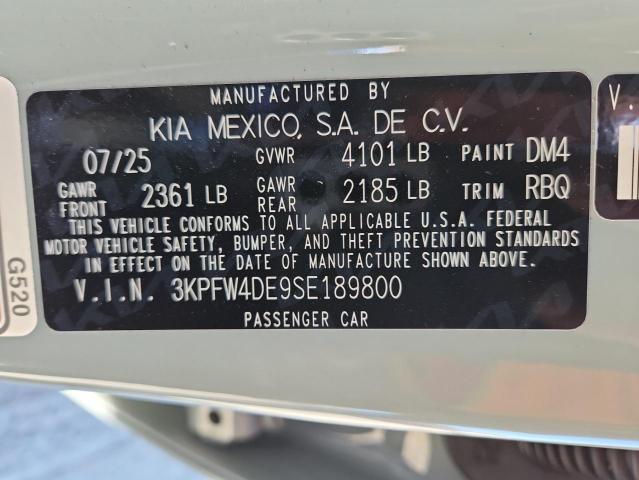 MANUFACTURED BY
KIA MEXICO, S.A. DE C.V.
07/25 GVWR 4101 LB PAINT DM4
GAWR FRONT 2361 LB GAWR REAR 2185 LB TRIM RBQ
THIS VEHICLE CONFORMS TO ALL APPLICABLE U.S.A. FEDERAL
MOTOR VEHICLE SAFETY, BUMPER, AND THEFT PREVENTION STANDARDS
IN EFFECT ON THE DATE OF MANUFACTURE SHOWN ABOVE.
V.I.N. 3KPFW4DE9SE189800
PASSENGER CAR
G520
V.